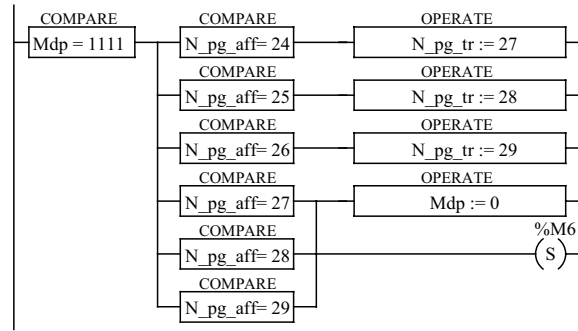 COMPARE COMPARE OPERATE
Mdp = 1111 N_pg_aff= 24 N_pg_tr := 27
COMPARE OPERATE
N_pg_aff= 25 N_pg_tr := 28
COMPARE OPERATE
N_pg_aff= 26 N_pg_tr := 29
COMPARE OPERATE
N_pg_aff= 27 Mdp := 0
COMPARE %M6
N_pg_aff= 28 S
COMPARE
N_pg_aff= 29